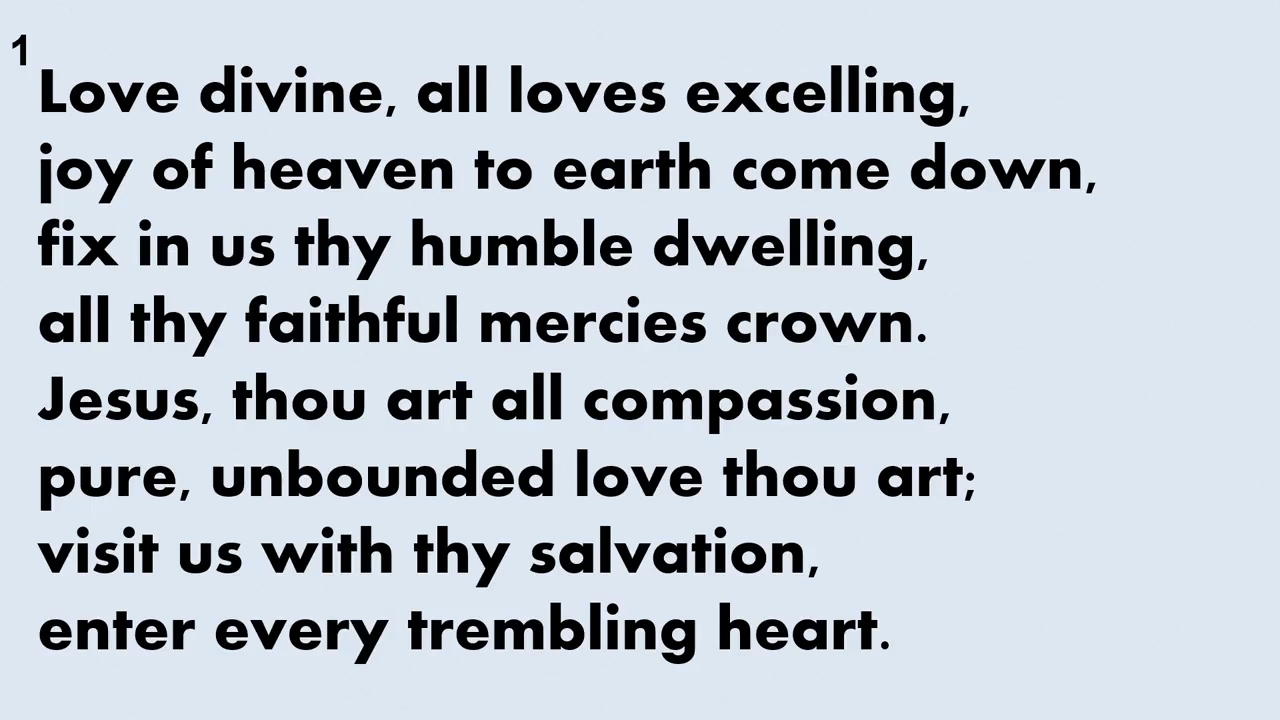 1
Love divine, all loves excelling,
joy of heaven to earth come down,
fix in us thy humble dwelling,
all thy faithful mercies crown.
Jesus, thou art all compassion,
pure, unbounded love thou art;
visit us with thy salvation,
enter every trembling heart.